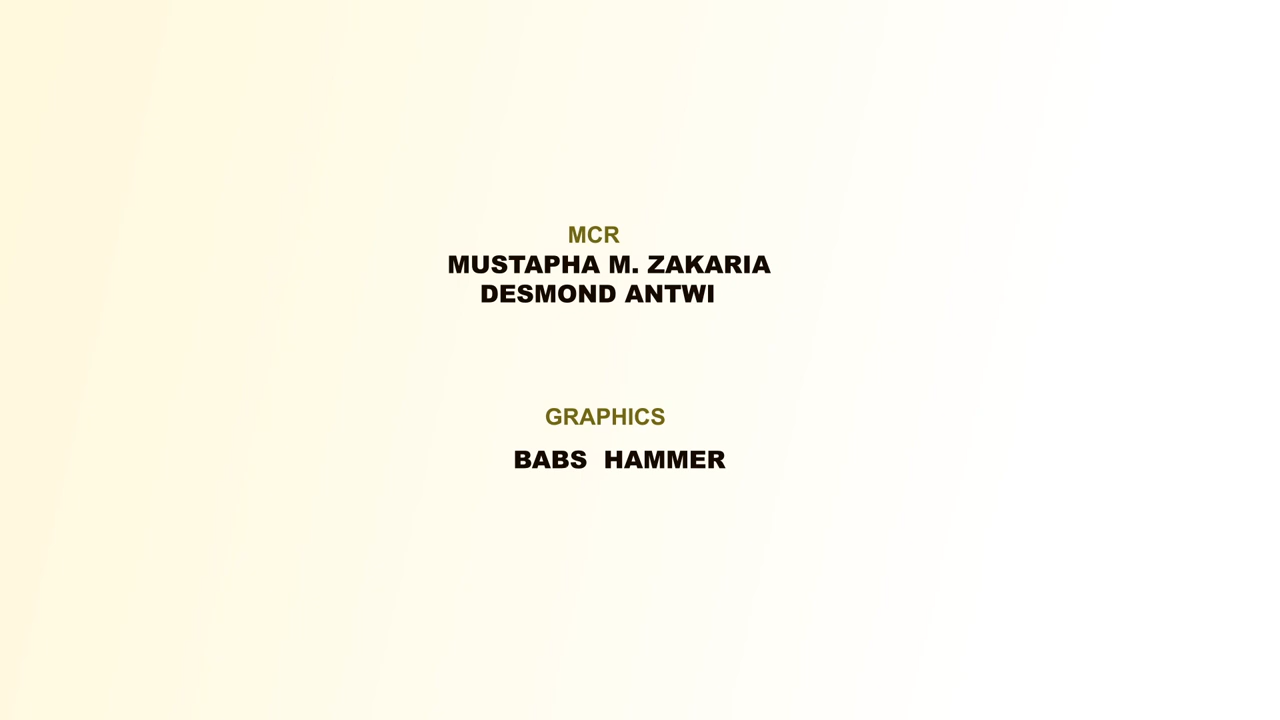 MCR
MUSTAPHA M. ZAKARIA
DESMOND ANTWI
GRAPHICS
BABS HAMMER